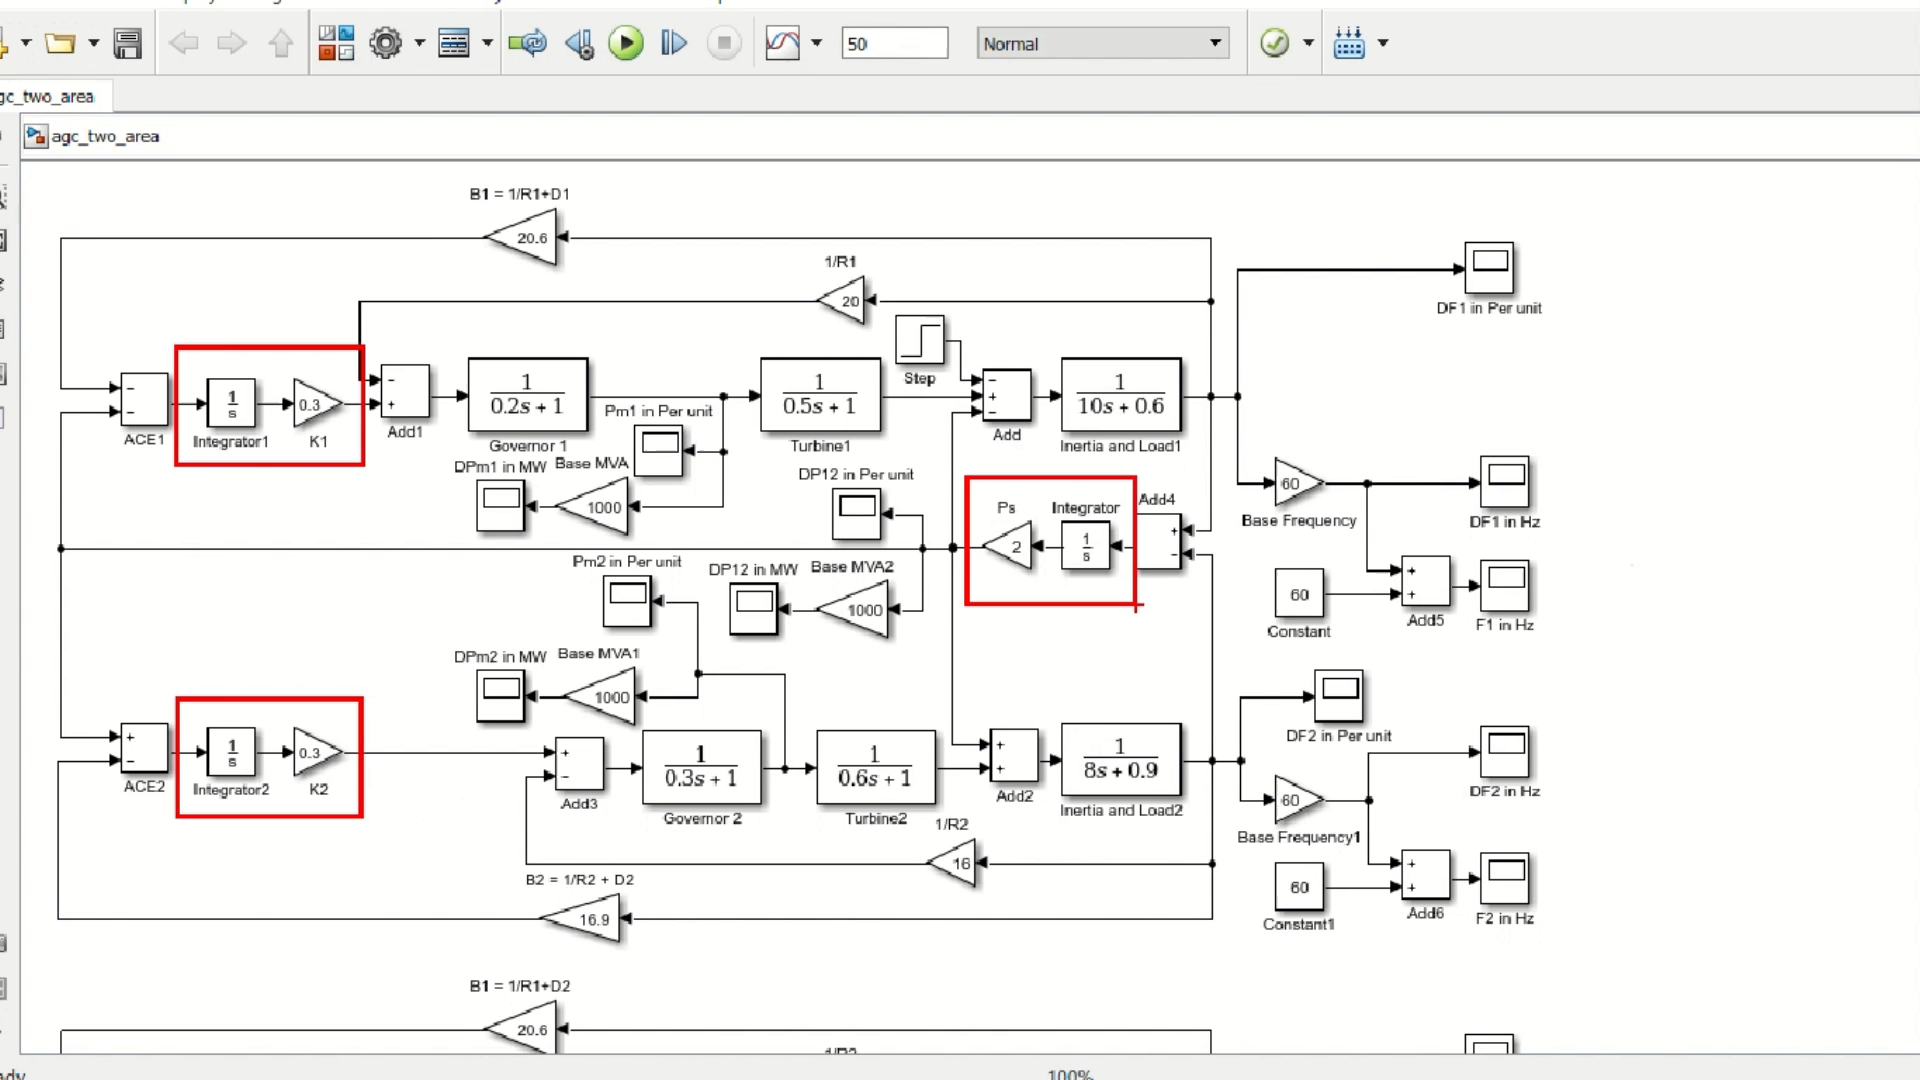 50
Normal
gc_two_area
agc_two_area
B1 = 1/R1+D1
20.6
1/R1
20
DF1 in Per unit
Step
- -
ACE1
1
s
Integrator1
0.3
K1
- +
Add1
1
0.2s + 1
Governor 1
Pm1 in Per unit
1
0.5s + 1
Turbine1
- + -
Add
1
10s + 0.6
Inertia and Load1
DPm1 in MW
Base MVA
1000
DP12 in Per unit
Ps
2
Integrator
1
s
Add4
+ -
60
Base Frequency
DF1 in Hz
Pm2 in Per unit
DP12 in MW
Base MVA2
1000
60
Constant
+ +
Add5
F1 in Hz
DPm2 in MW
Base MVA1
1000
+ -
ACE2
1
s
Integrator2
0.3
K2
+ -
Add3
1
0.3s + 1
Governor 2
1
0.6s + 1
Turbine2
+ +
Add2
1
8s + 0.9
Inertia and Load2
DF2 in Per unit
DF2 in Hz
60
Base Frequency1
1/R2
16
B2 = 1/R2 + D2
16.9
60
Constant1
+ +
Add6
F2 in Hz
B1 = 1/R1+D2
20.6
100%